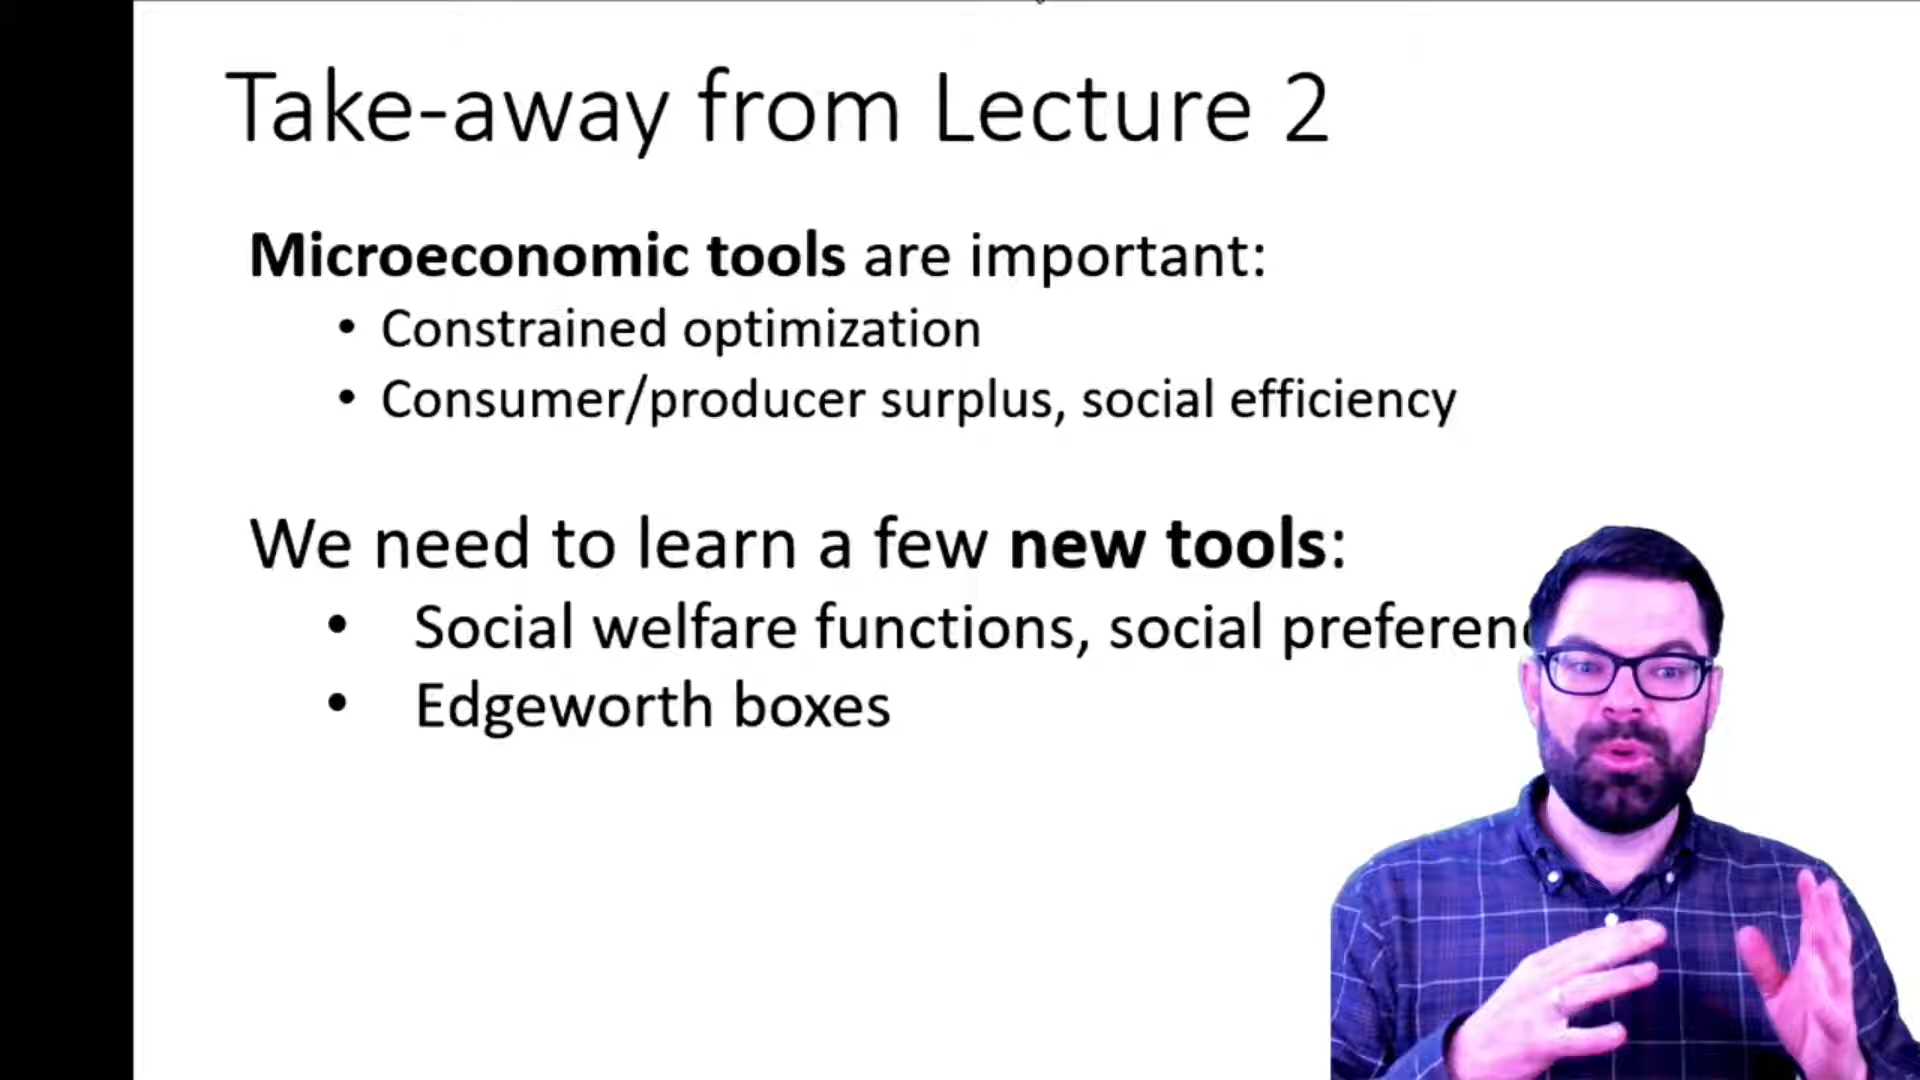 Take-away from Lecture 2
Microeconomic tools are important:
• Constrained optimization
• Consumer/producer surplus, social efficiency
We need to learn a few new tools:
• Social welfare functions, social
• Edgeworth boxes